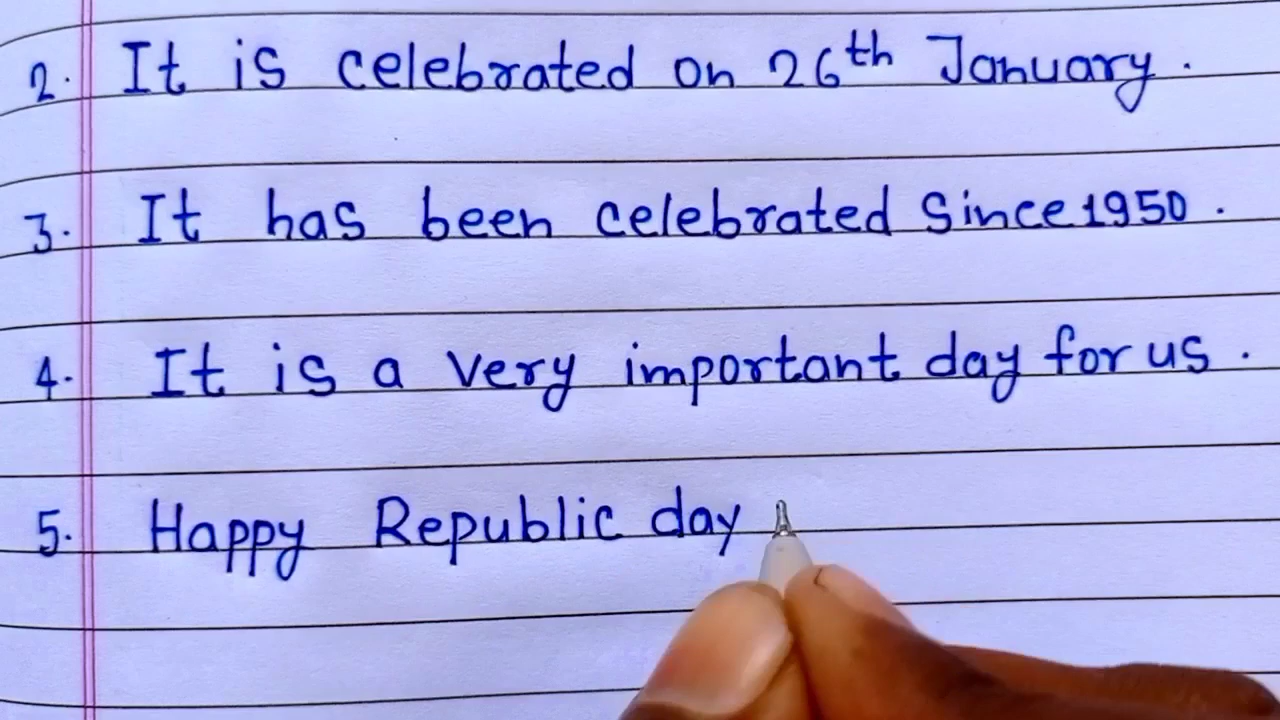 2. It is celebrated on 26th January.
3. It has been celebrated Since 1950.
4. It is a very important day for us.
5. Happy Republic day